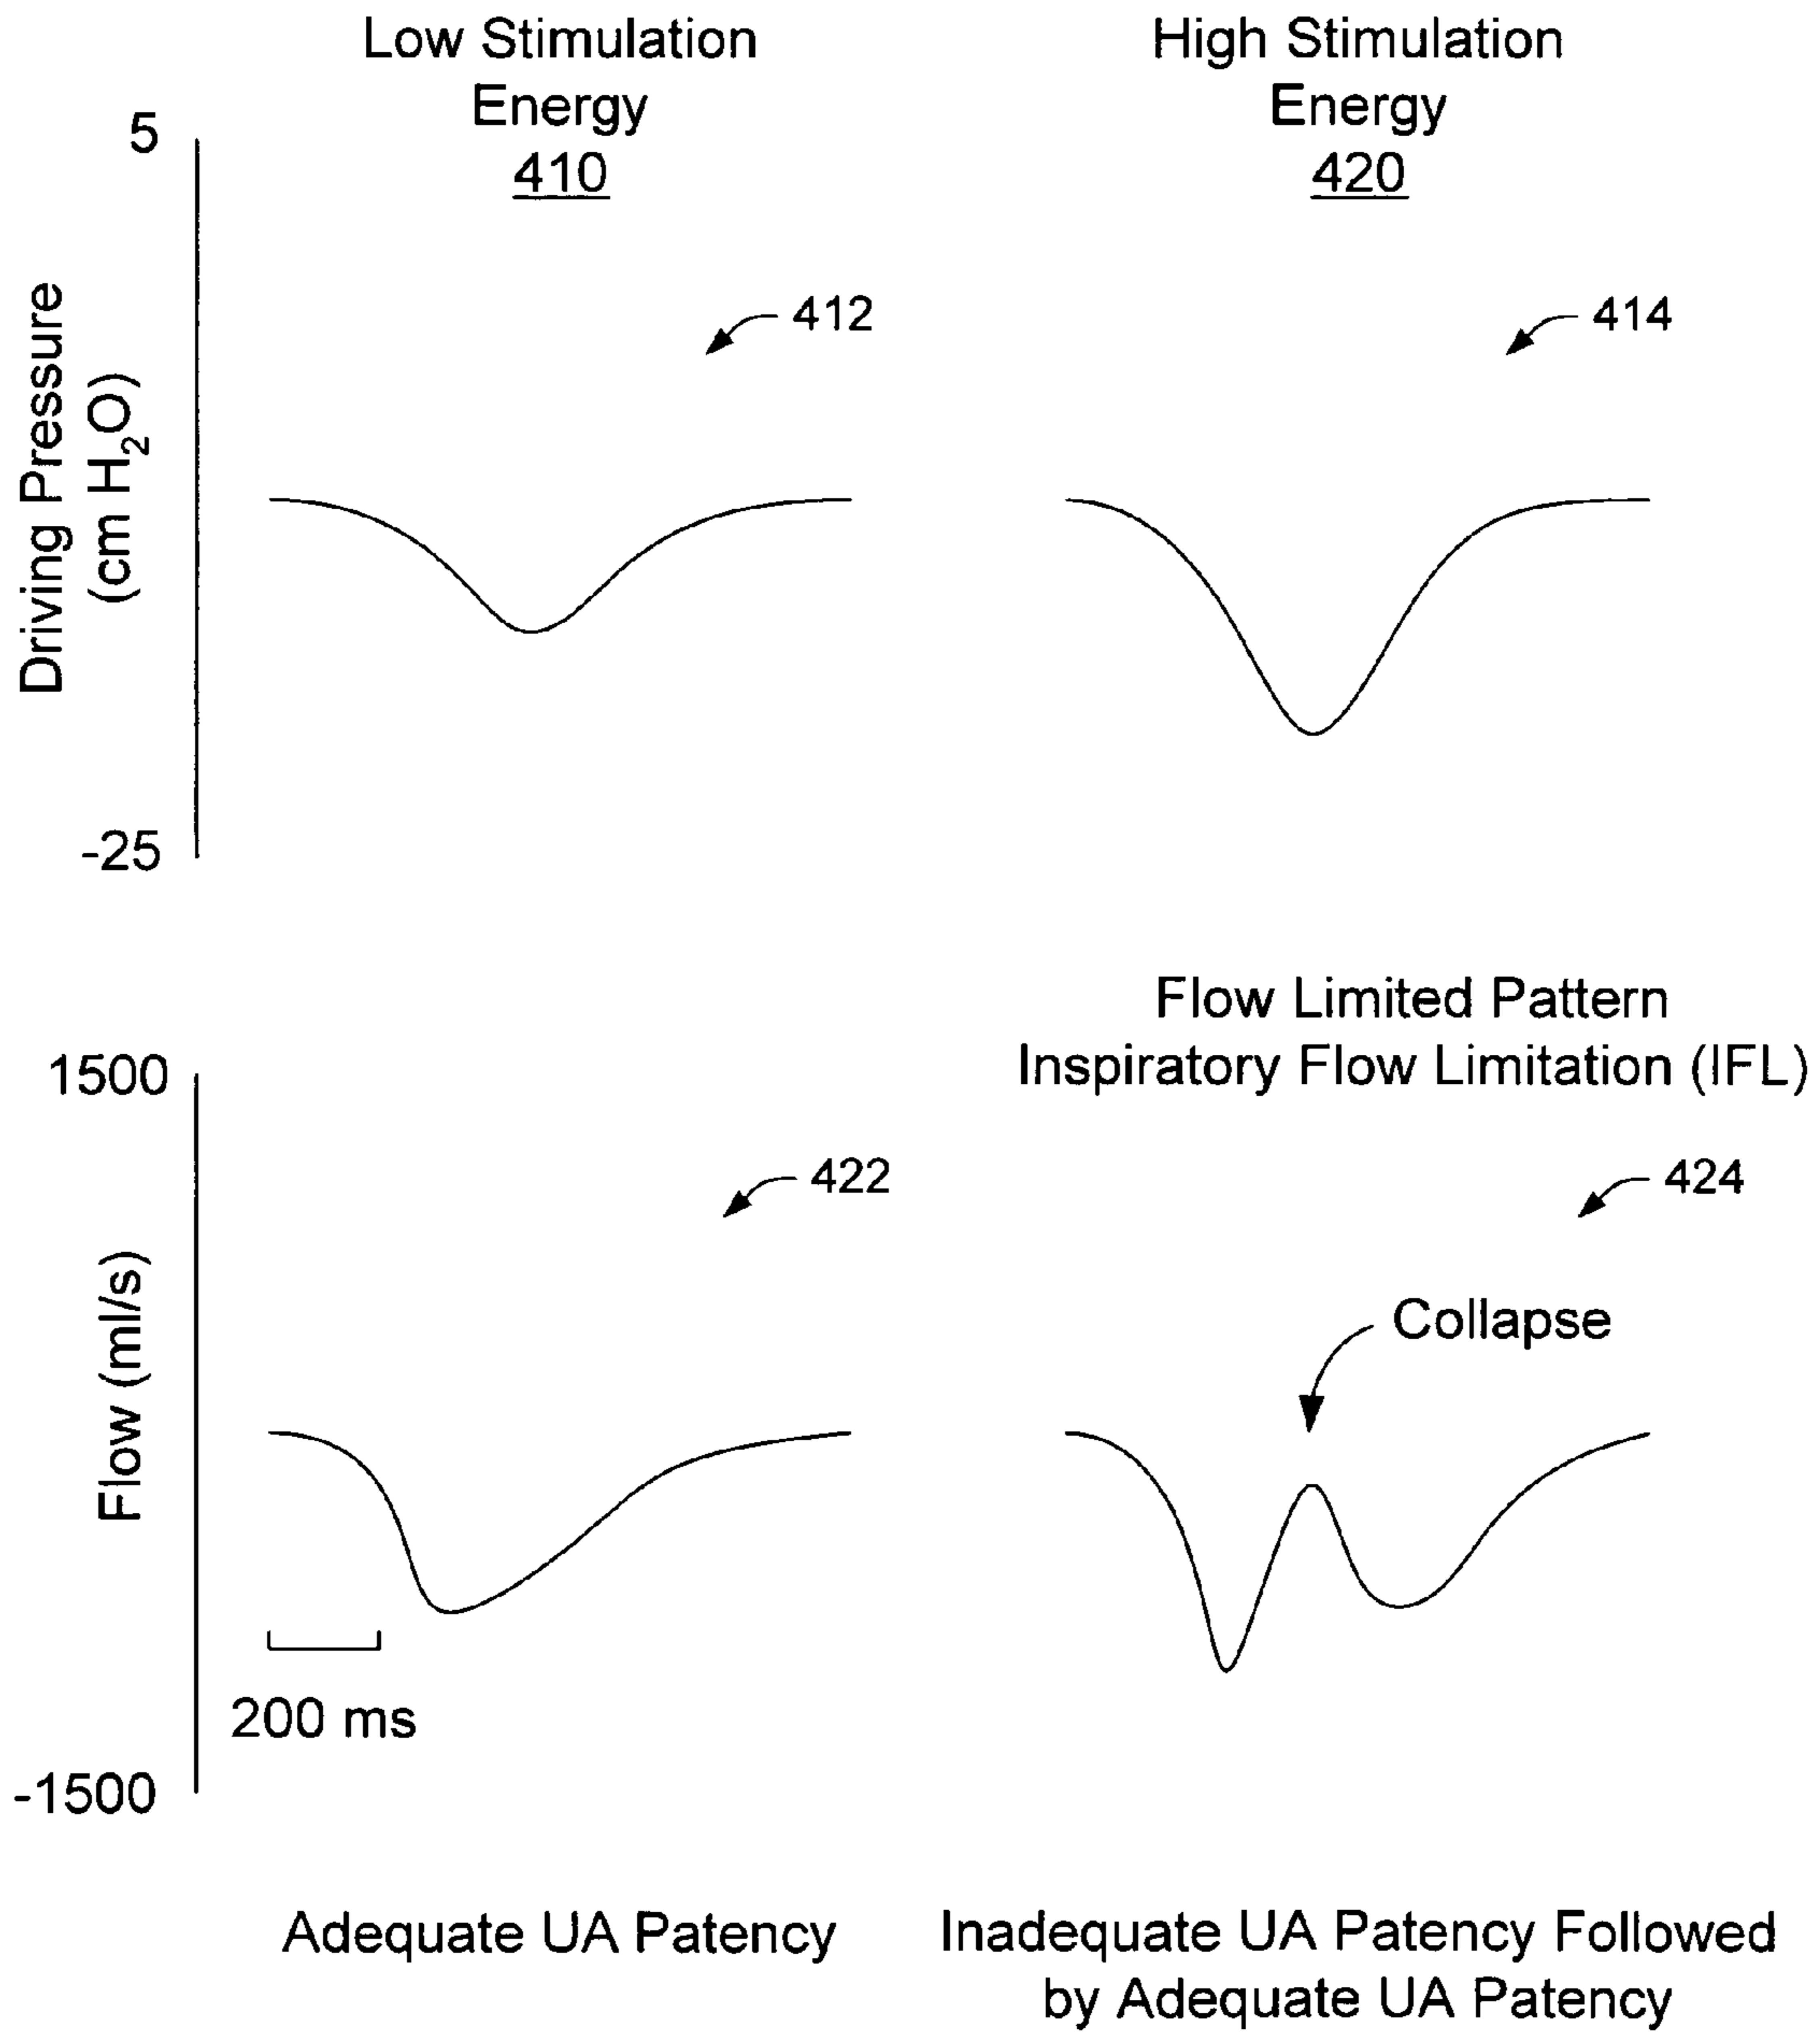 Low Stimulation
Energy
410
High Stimulation
Energy
420
5
Driving Pressure
(cm H₂O)
-25
412
414
Flow Limited Pattern
Inspiratory Flow Limitation (IFL)
1500
Flow (ml/s)
-1500
422
424
Collapse
200 ms
Adequate UA Patency
Inadequate UA Patency Followed
by Adequate UA Patency